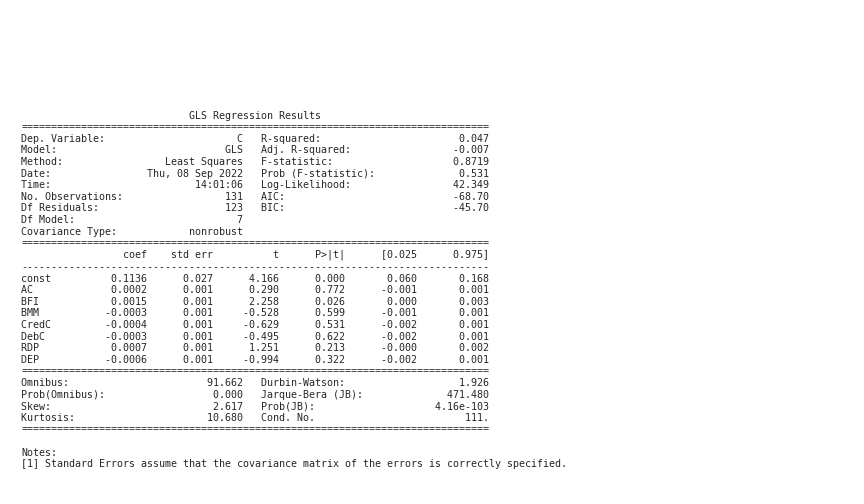 GLS Regression Results
==============================================================================
Dep. Variable:                      C   R-squared:                       0.047
Model:                            GLS   Adj. R-squared:                 -0.007
Method:                 Least Squares   F-statistic:                    0.8719
Date:                Thu, 08 Sep 2022   Prob (F-statistic):              0.531
Time:                        14:01:06   Log-Likelihood:                 42.349
No. Observations:                 131   AIC:                            -68.70
Df Residuals:                     123   BIC:                            -45.70
Df Model:                           7
Covariance Type:            nonrobust
==============================================================================
                 coef    std err          t      P>|t|      [0.025      0.975]
------------------------------------------------------------------------------
const          0.1136      0.027      4.166      0.000       0.060       0.168
AC             0.0002      0.001      0.290      0.772      -0.001       0.001
BFI            0.0015      0.001      2.258      0.026       0.000       0.003
BMM           -0.0003      0.001     -0.528      0.599      -0.001       0.001
CredC         -0.0004      0.001     -0.629      0.531      -0.002       0.001
DebC          -0.0003      0.001     -0.495      0.622      -0.002       0.001
RDP            0.0007      0.001      1.251      0.213      -0.000       0.002
DEP           -0.0006      0.001     -0.994      0.322      -0.002       0.001
==============================================================================
Omnibus:                       91.662   Durbin-Watson:                   1.926
Prob(Omnibus):                  0.000   Jarque-Bera (JB):              471.480
Skew:                           2.617   Prob(JB):                    4.16e-103
Kurtosis:                      10.680   Cond. No.                         111.
==============================================================================
Notes:
[1] Standard Errors assume that the covariance matrix of the errors is correctly specified.